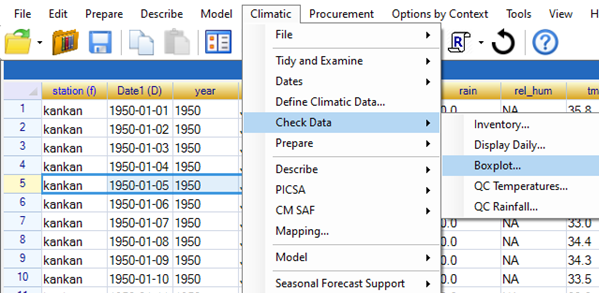 File Edit Prepare Describe Model Climatic Procurement Options by Context Tools View Help
R
?
station (f) Date1 (D) year rain rel_hum
1 kankan 1950-01-01 1950 0.0 NA 35.8
2 kankan 1950-01-02 1950
3 kankan 1950-01-03 1950
4 kankan 1950-01-04 1950
5 kankan 1950-01-05 1950
6 kankan 1950-01-06 1950
7 kankan 1950-01-07 1950 0.0 NA 33.0
8 kankan 1950-01-08 1950 0.0 NA 34.4
9 kankan 1950-01-09 1950 0.0 NA 34.3
10 kankan 1950-01-10 1950 0.0 NA 33.5
File
Tidy and Examine
Dates
Define Climatic Data...
Check Data
Prepare
Describe
PICSA
CM SAF
Mapping...
Model
Seasonal Forecast Support
Inventory...
Display Daily...
Boxplot...
QC Temperatures...
QC Rainfall...